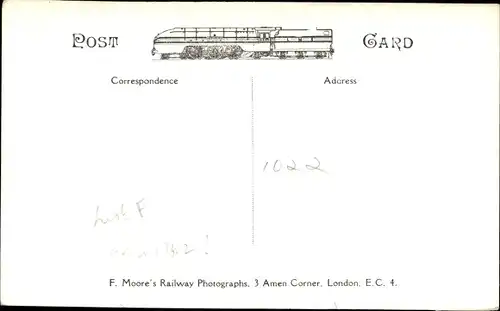 POST CARD
Correspondence Address
1022
F. Moore's Railway Photographs, 3 Amen Corner, London, E.C. 4.